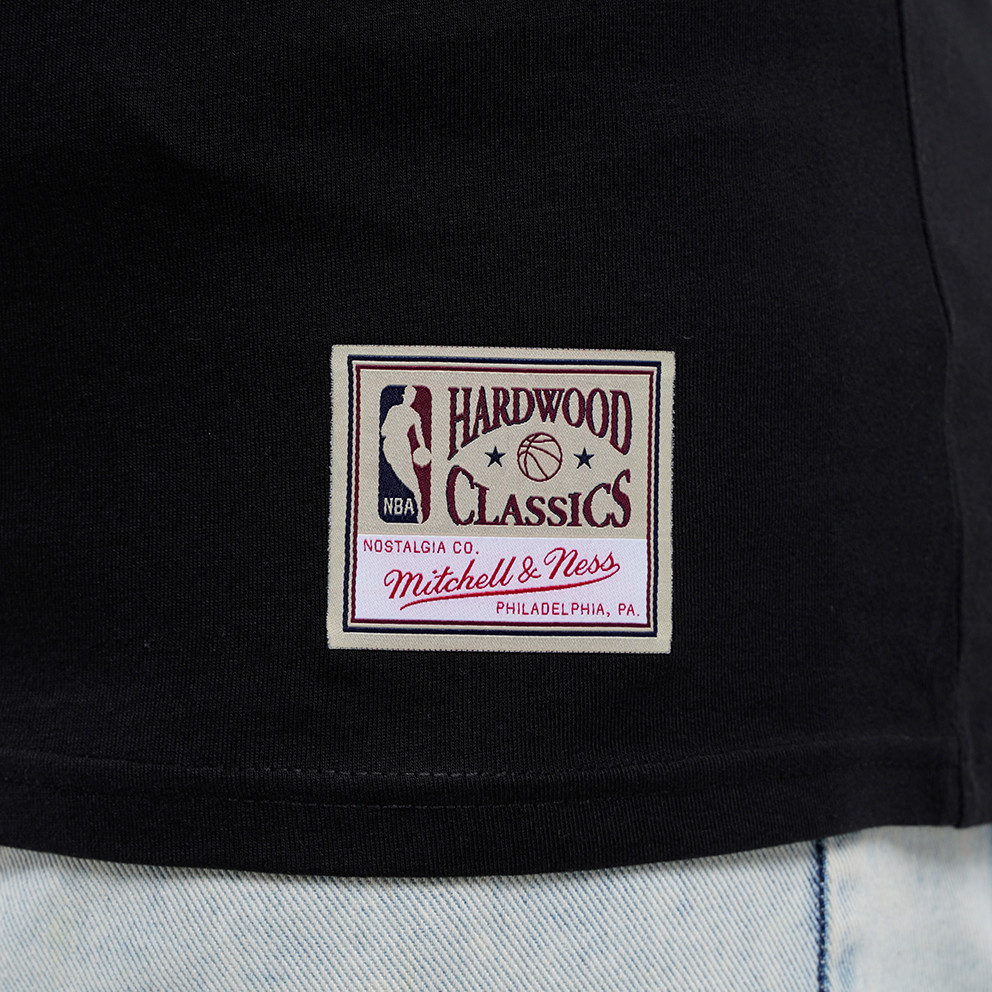 NBA
HARDWOOD
CLASSICS
NOSTALGIA CO.
Mitchell & Ness
PHILADELPHIA, PA.